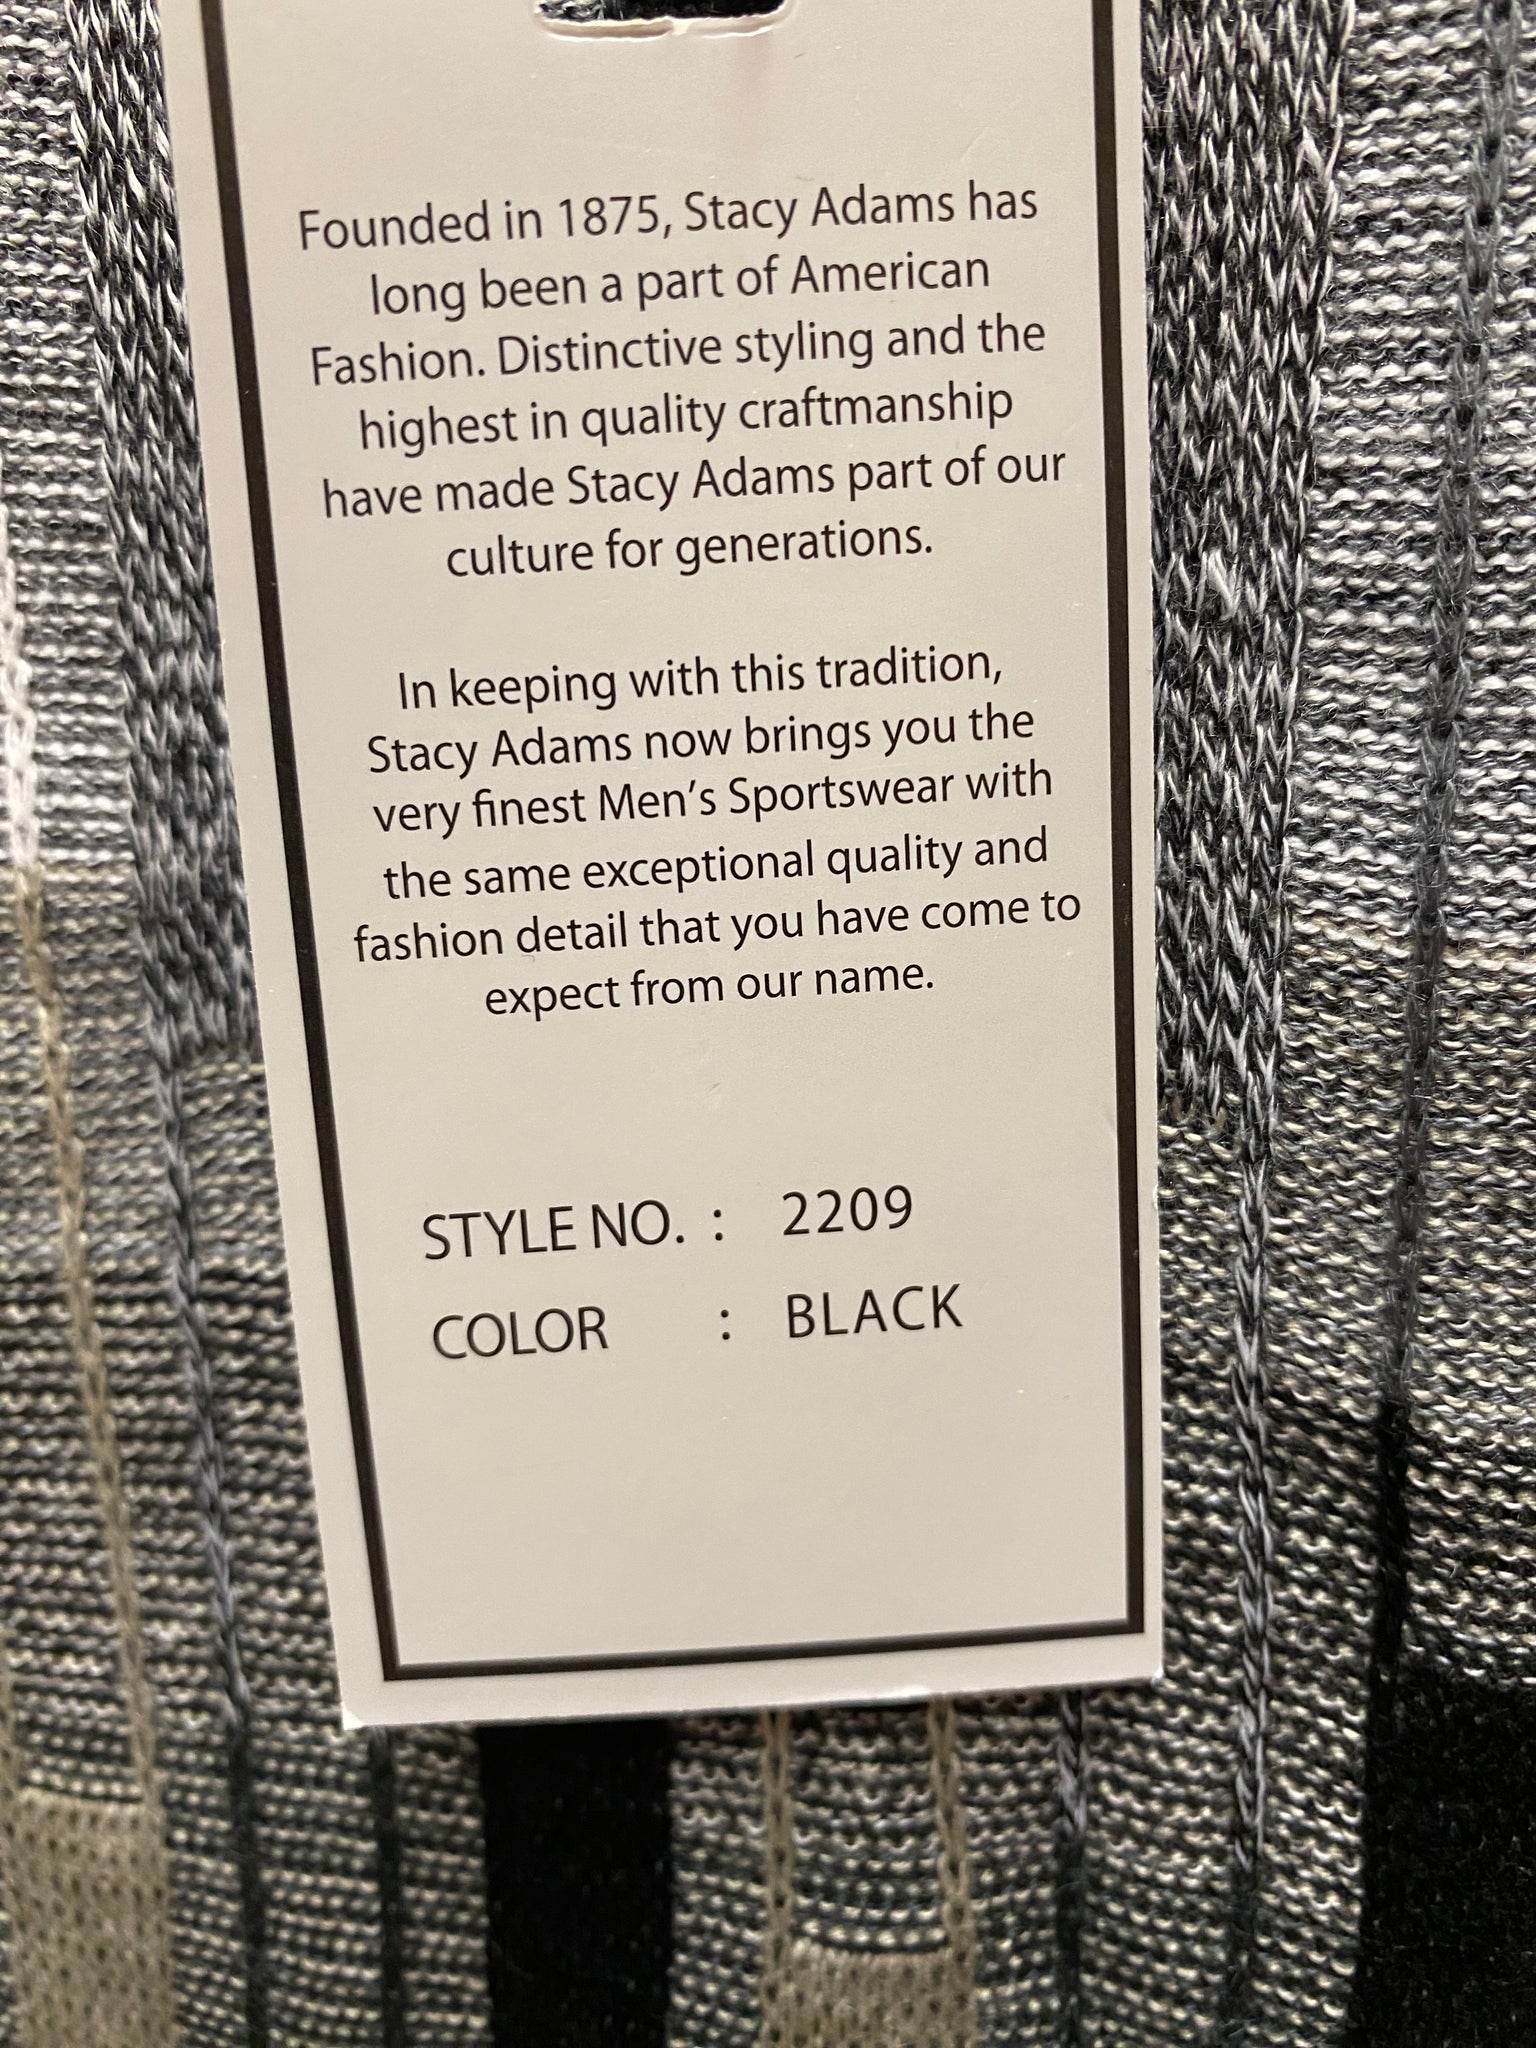 Founded in 1875, Stacy Adams has
long been a part of American
Fashion. Distinctive styling and the
highest in quality craftmanship
have made Stacy Adams part of our
culture for generations.
In keeping with this tradition,
Stacy Adams now brings you the
very finest Men's Sportswear with
the same exceptional quality and
fashion detail that you have come to
expect from our name.
STYLE NO. : 2209
COLOR : BLACK